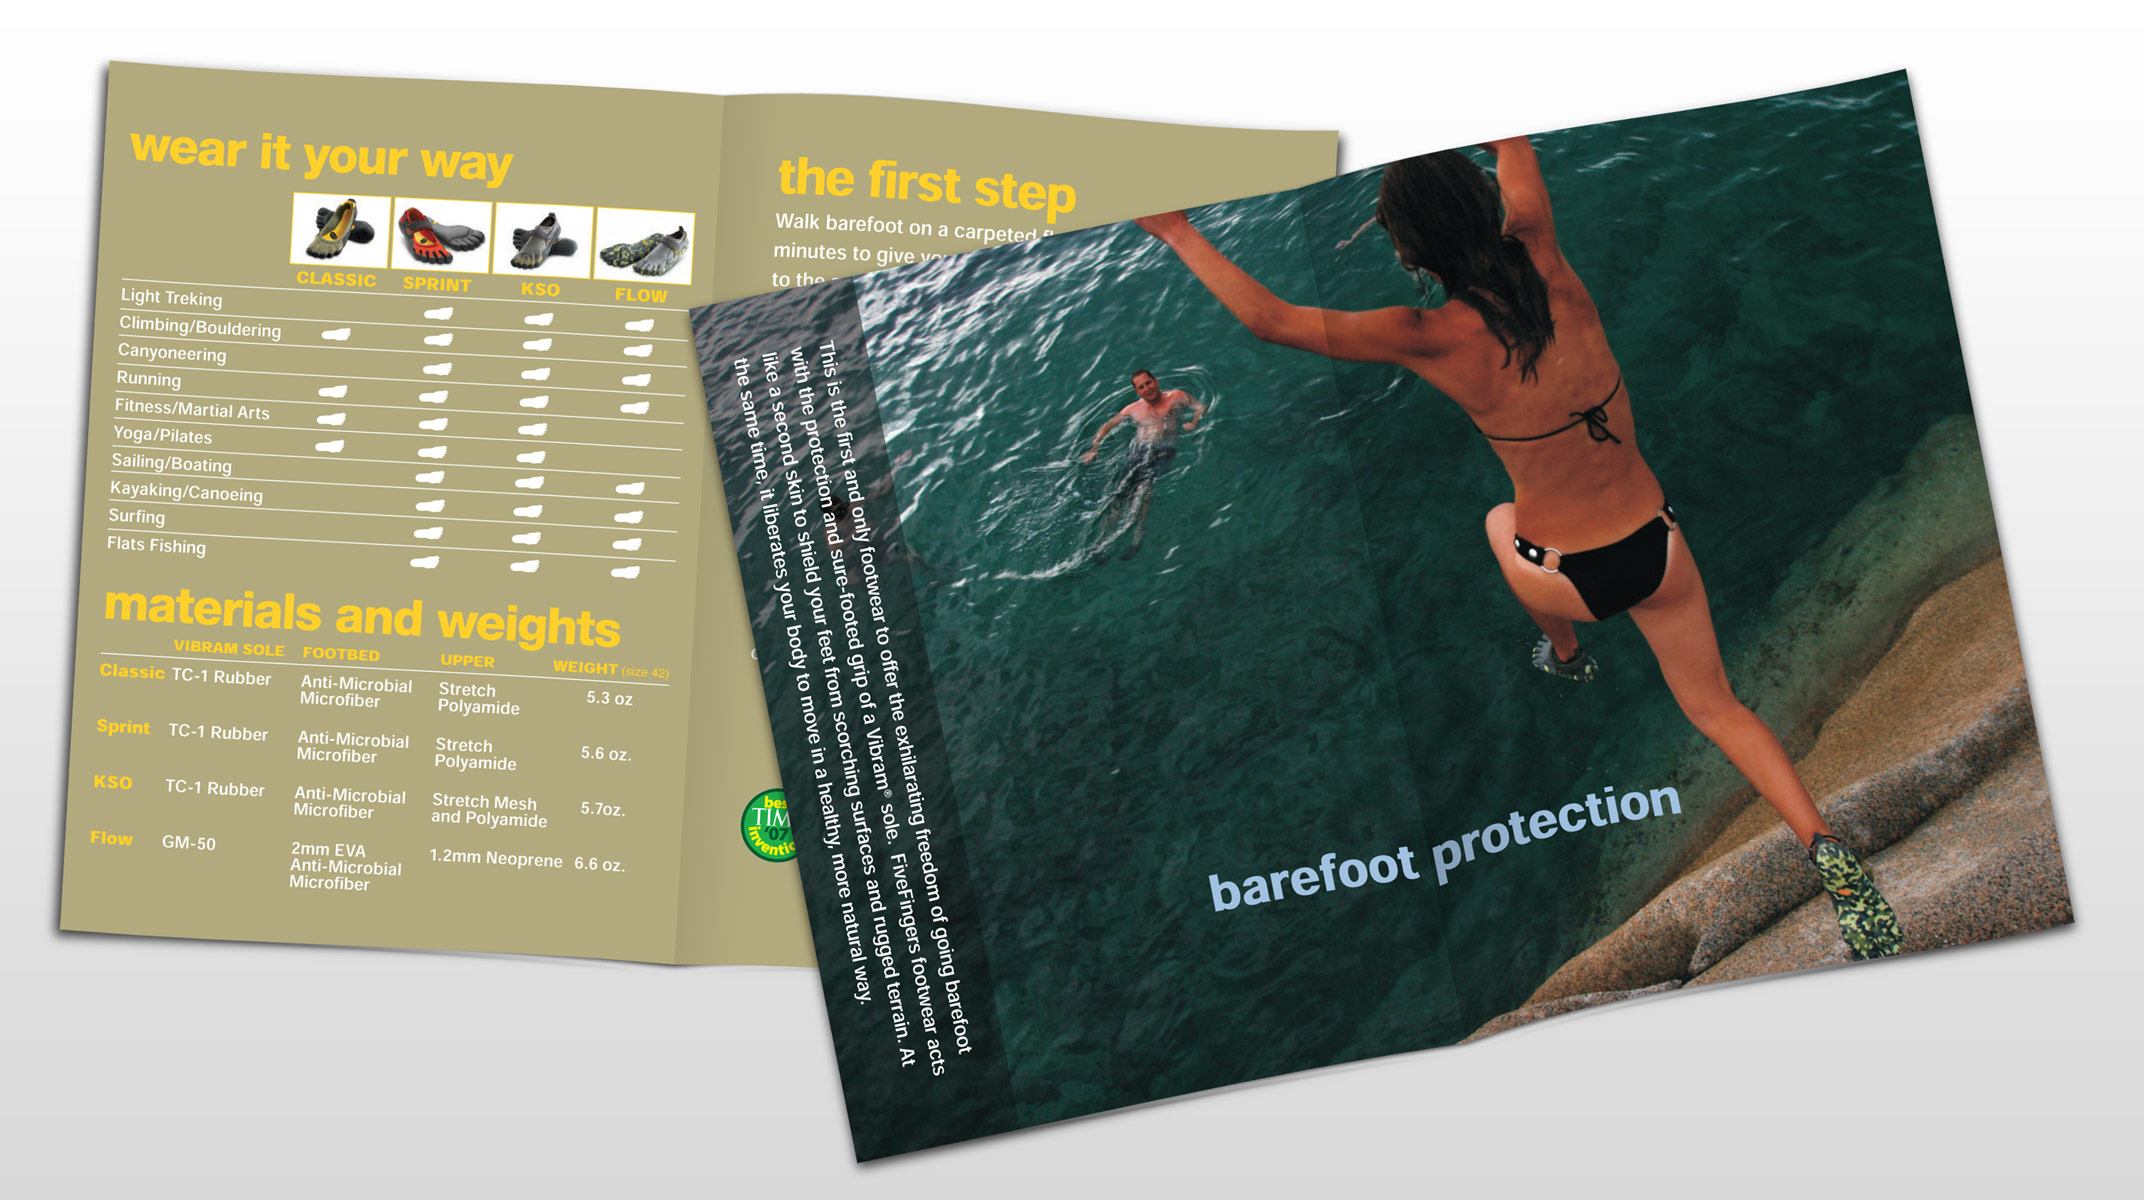 wear it your way
CLASSIC SPRINT KSO FLOW
Light Treking
Climbing/Bouldering
Canyoneering
Running
Fitness/Martial Arts
Yoga/Pilates
Sailing/Boating
Kayaking/Canoeing
Surfing
Flats Fishing
materials and weights
VIBRAM SOLE FOOTBED UPPER WEIGHT (size 42)
Classic TC-1 Rubber Anti-Microbial Stretch 5.3 oz
Microfiber Polyamide
Sprint TC-1 Rubber Anti-Microbial Stretch 5.6 oz.
Microfiber Polyamide
KSO TC-1 Rubber Anti-Microbial Stretch Mesh 5.7oz.
Microfiber and Polyamide
Flow GM-50 2mm EVA 1.2mm Neoprene 6.6 oz.
Anti-Microbial
Microfiber
the first step
Walk barefoot on a carpeted
minutes to give
to the
'07
This is the first and only footwear to offer the exhilarating freedom of going barefoot
with the protection and sure-footed grip of a Vibram® sole. FiveFingers footwear acts
like a second skin to shield your feet from scorching surfaces and rugged terrain. At
the same time, it liberates your body to move in a healthy, more natural way.
barefoot protection